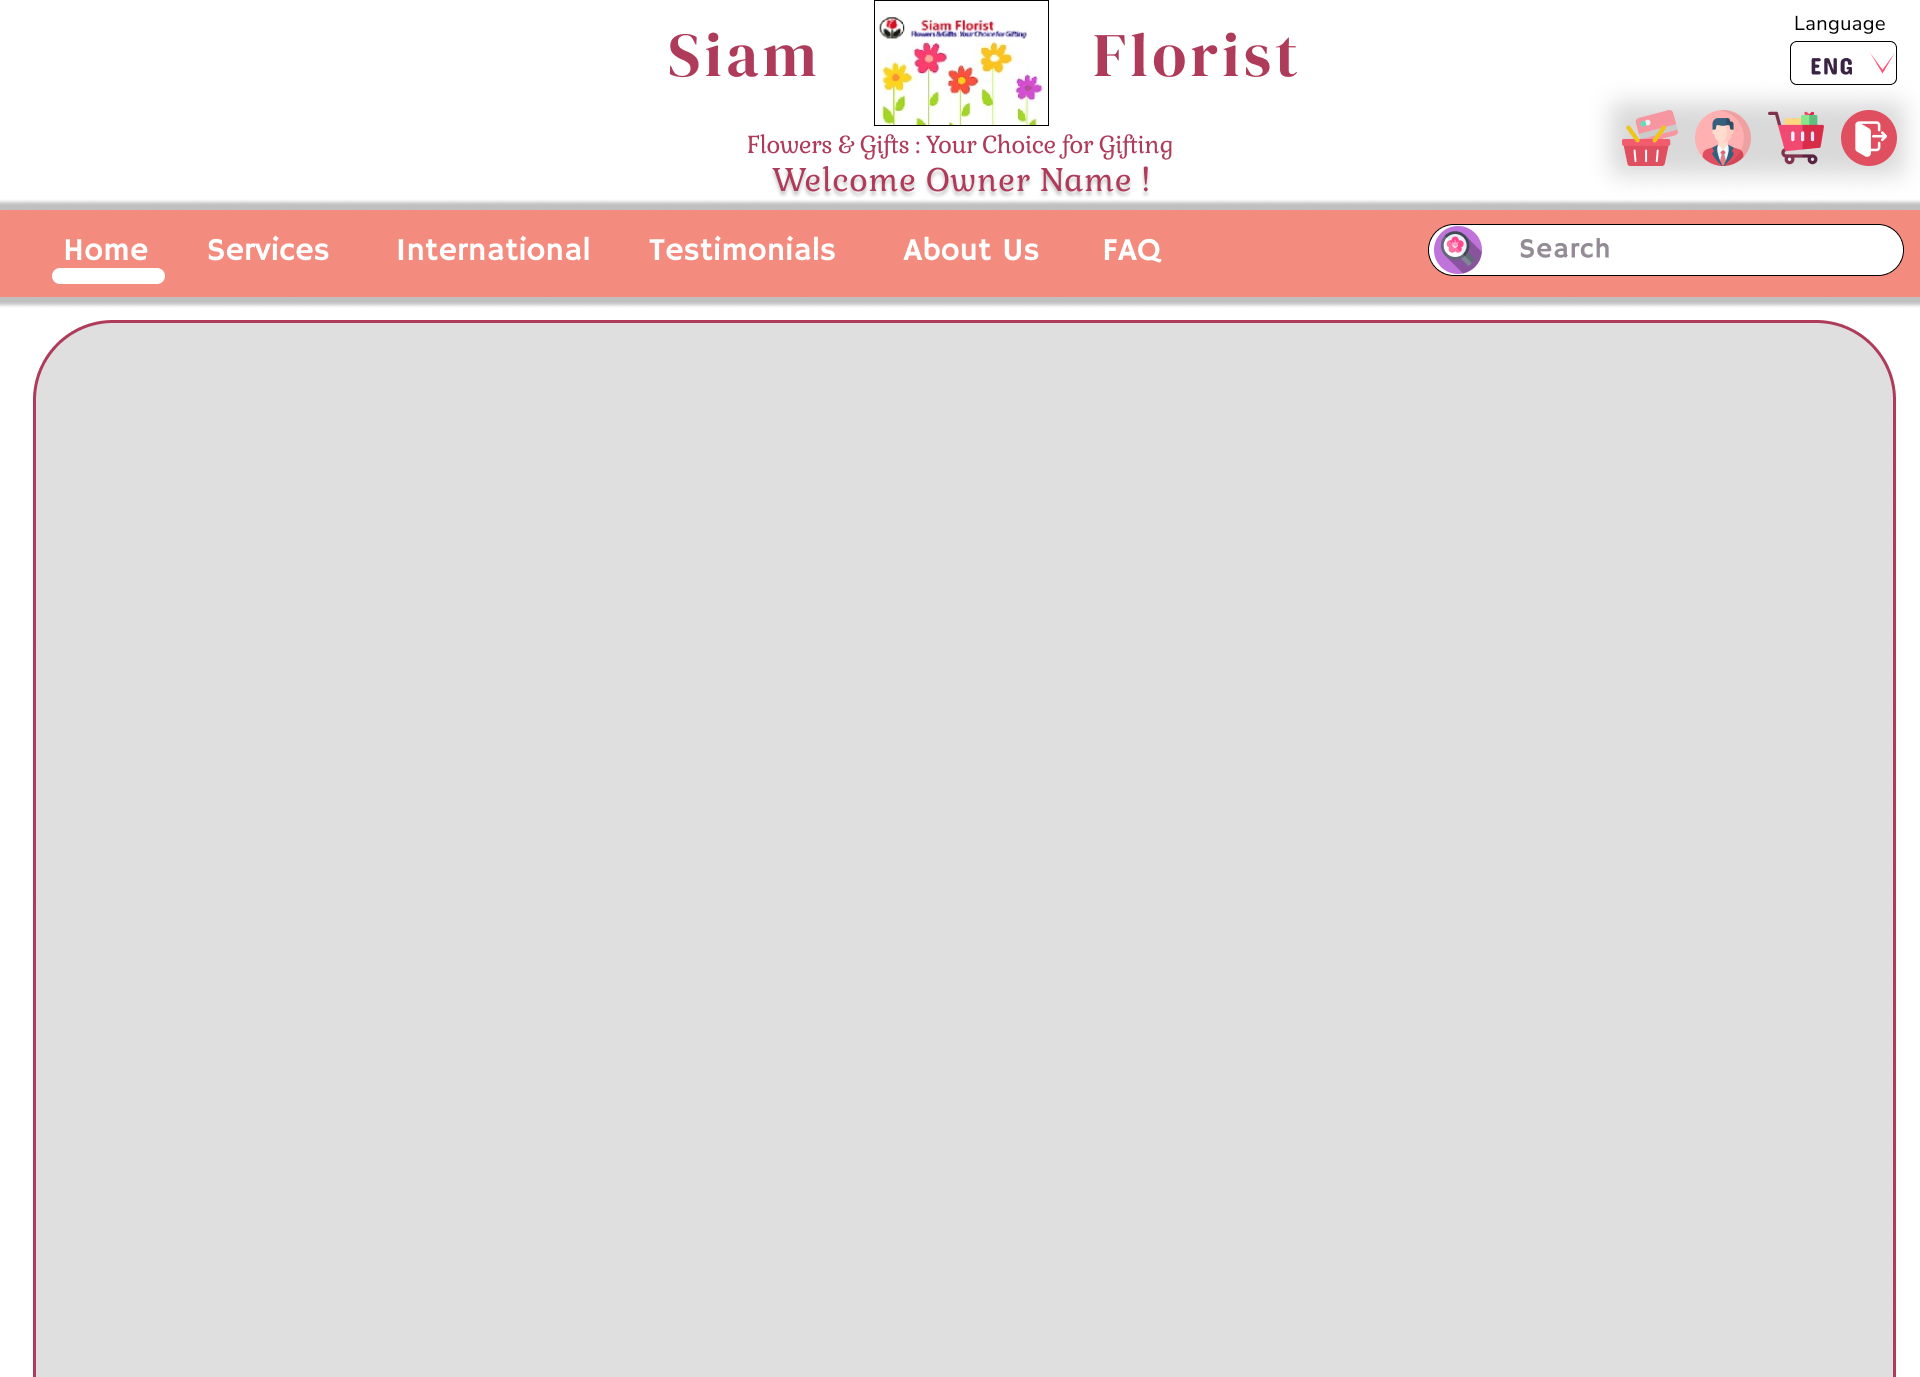 Siam Florist
Siam Florist
Flowers & Gifts Your Choice for Gifting
Language
ENG
Flowers & Gifts : Your Choice for Gifting
Welcome Owner Name !
Home Services International Testimonials About Us FAQ Search